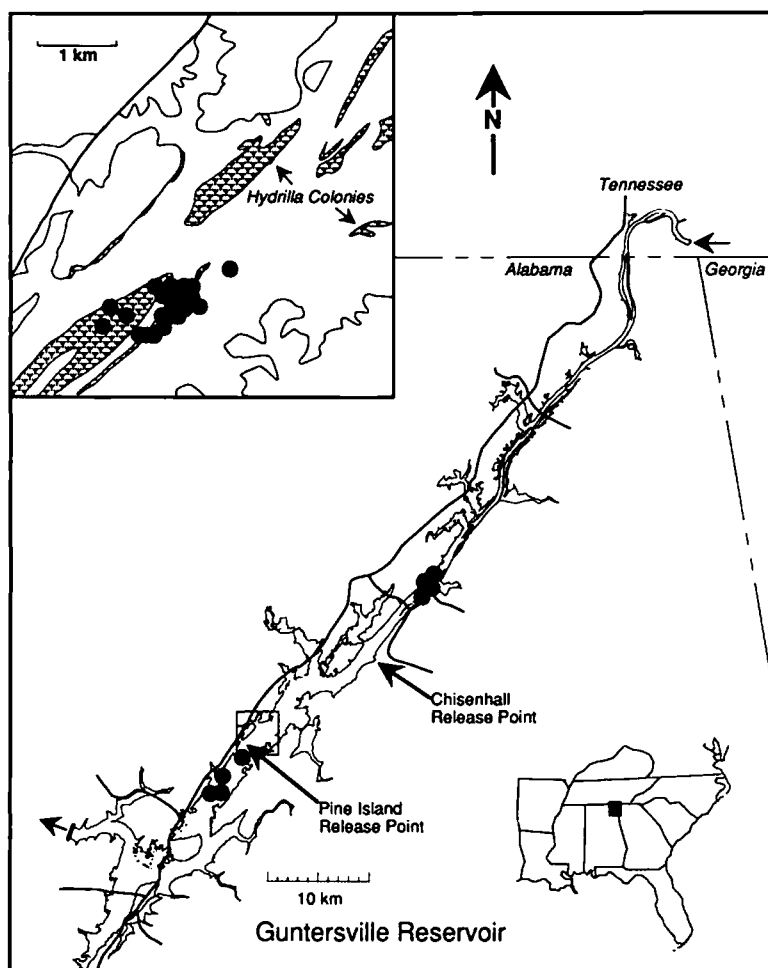 1 km
Hydrilla Colonies
N
Tennessee
Alabama
Georgia
Chisenhall
Release Point
Pine Island
Release Point
10 km
Guntersville Reservoir